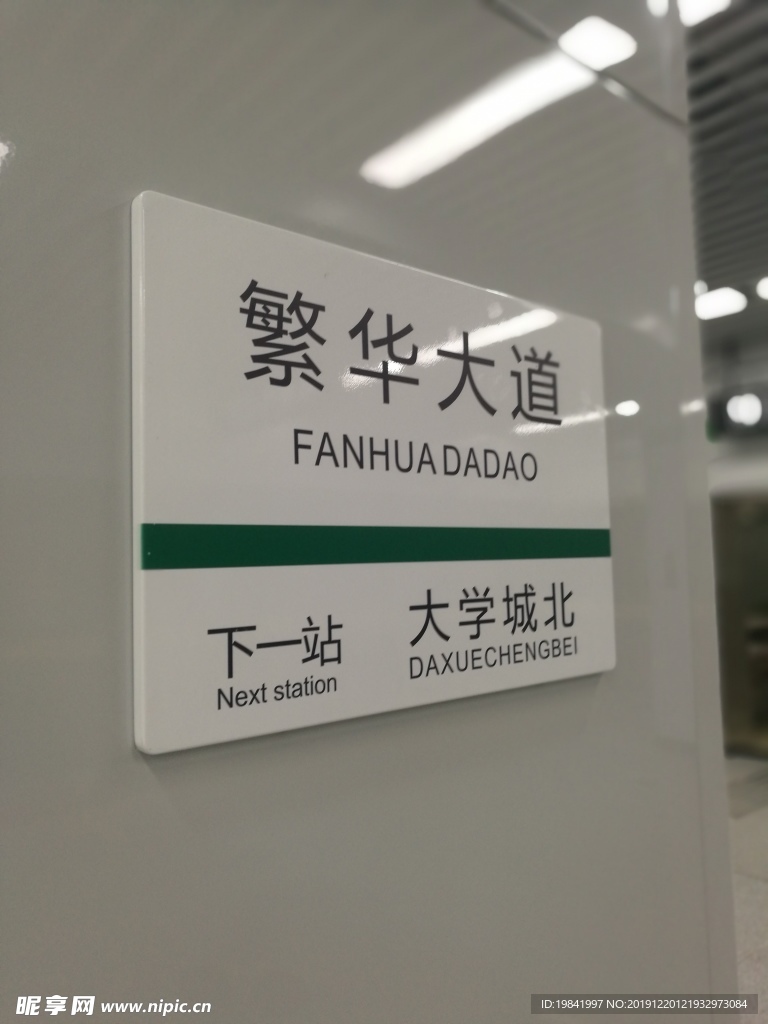 繁华大道
FANHUA DADAO
下一站
Next station
大学城北
DAXUECHENGBEI
昵享网 www.nipic.cn
ID:19841997 NO:20191220121932973084